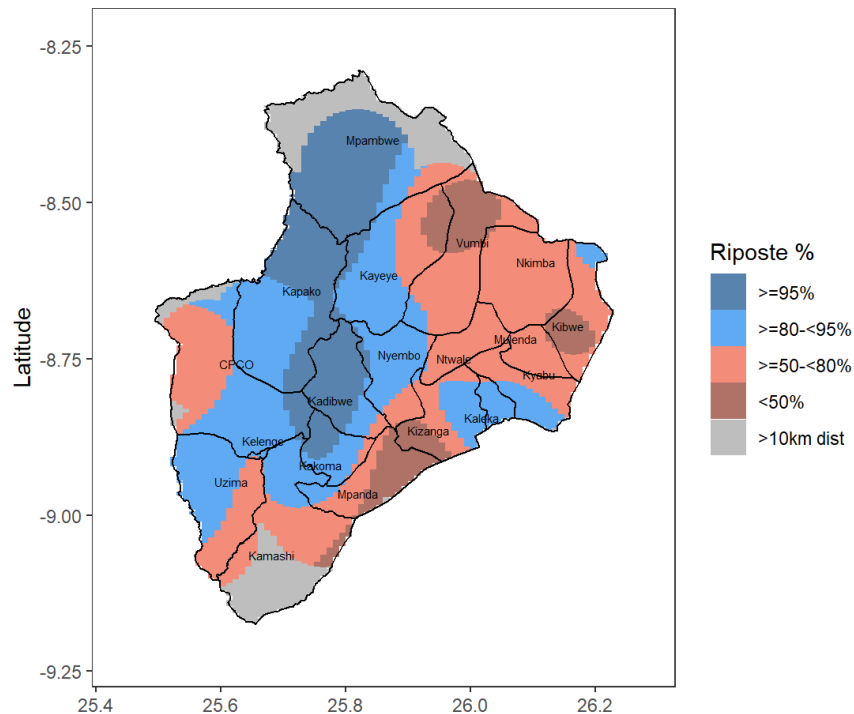 -8.25
-8.50
-8.75
-9.00
-9.25
Latitude
25.4
25.6
25.8
26.0
26.2
Mpambwe
Vumbi
Nkimba
Kayeye
Kapako
Kibwe
Mulenda
Nyembo
Ntwale
CPCO
Kyabu
Kadibwe
Kaleka
Kizanga
Kelenge
Kakoma
Uzima
Mpanda
Kamashi
Riposte %
>=95%
>=80-<95%
>=50-<80%
<50%
>10km dist